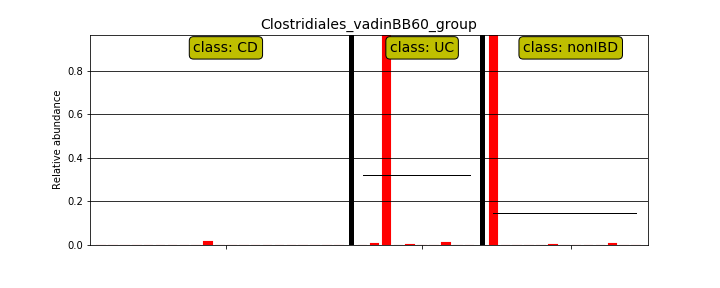 Clostridiales_vadinBB60_group
class: CD
class: UC
class: nonIBD
Relative abundance
0.8
0.6
0.4
0.2
0.0